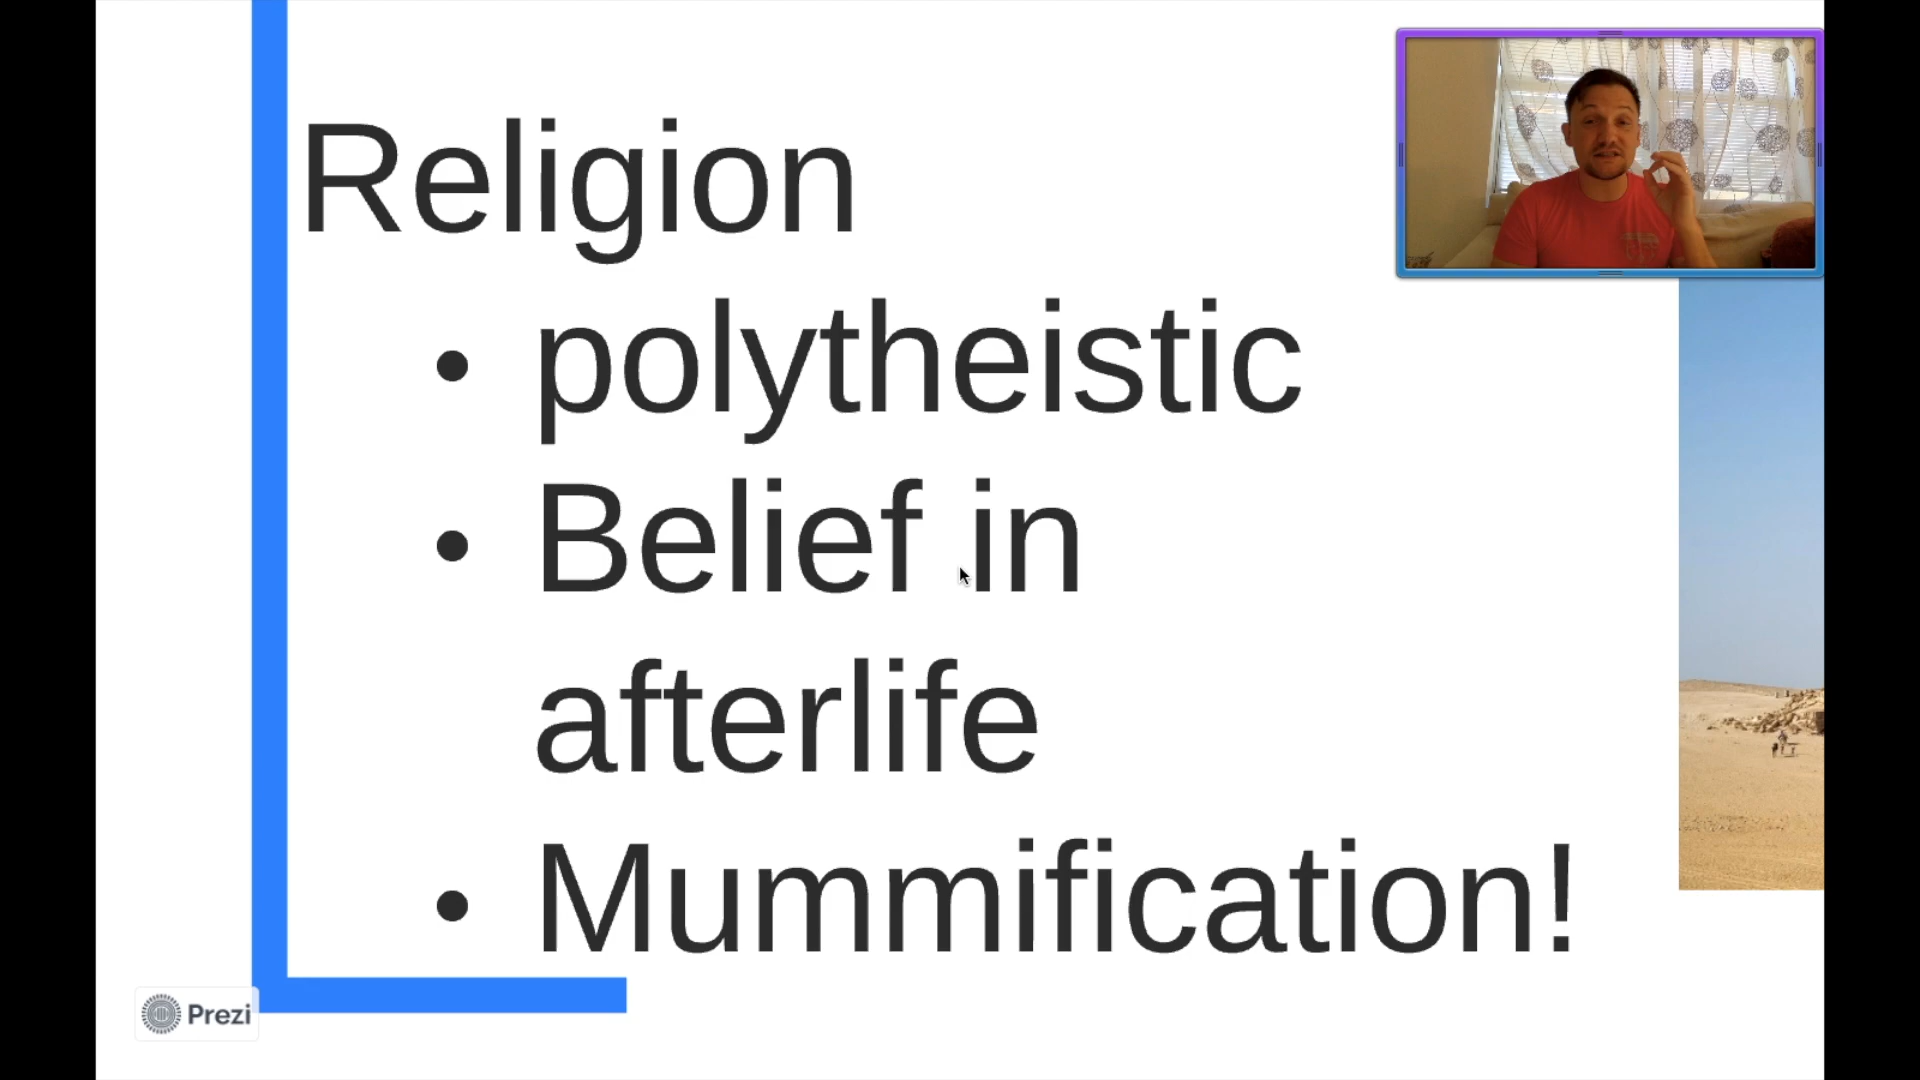 Religion
• polytheistic
• Belief in
afterlife
• Mummification!
Prezi